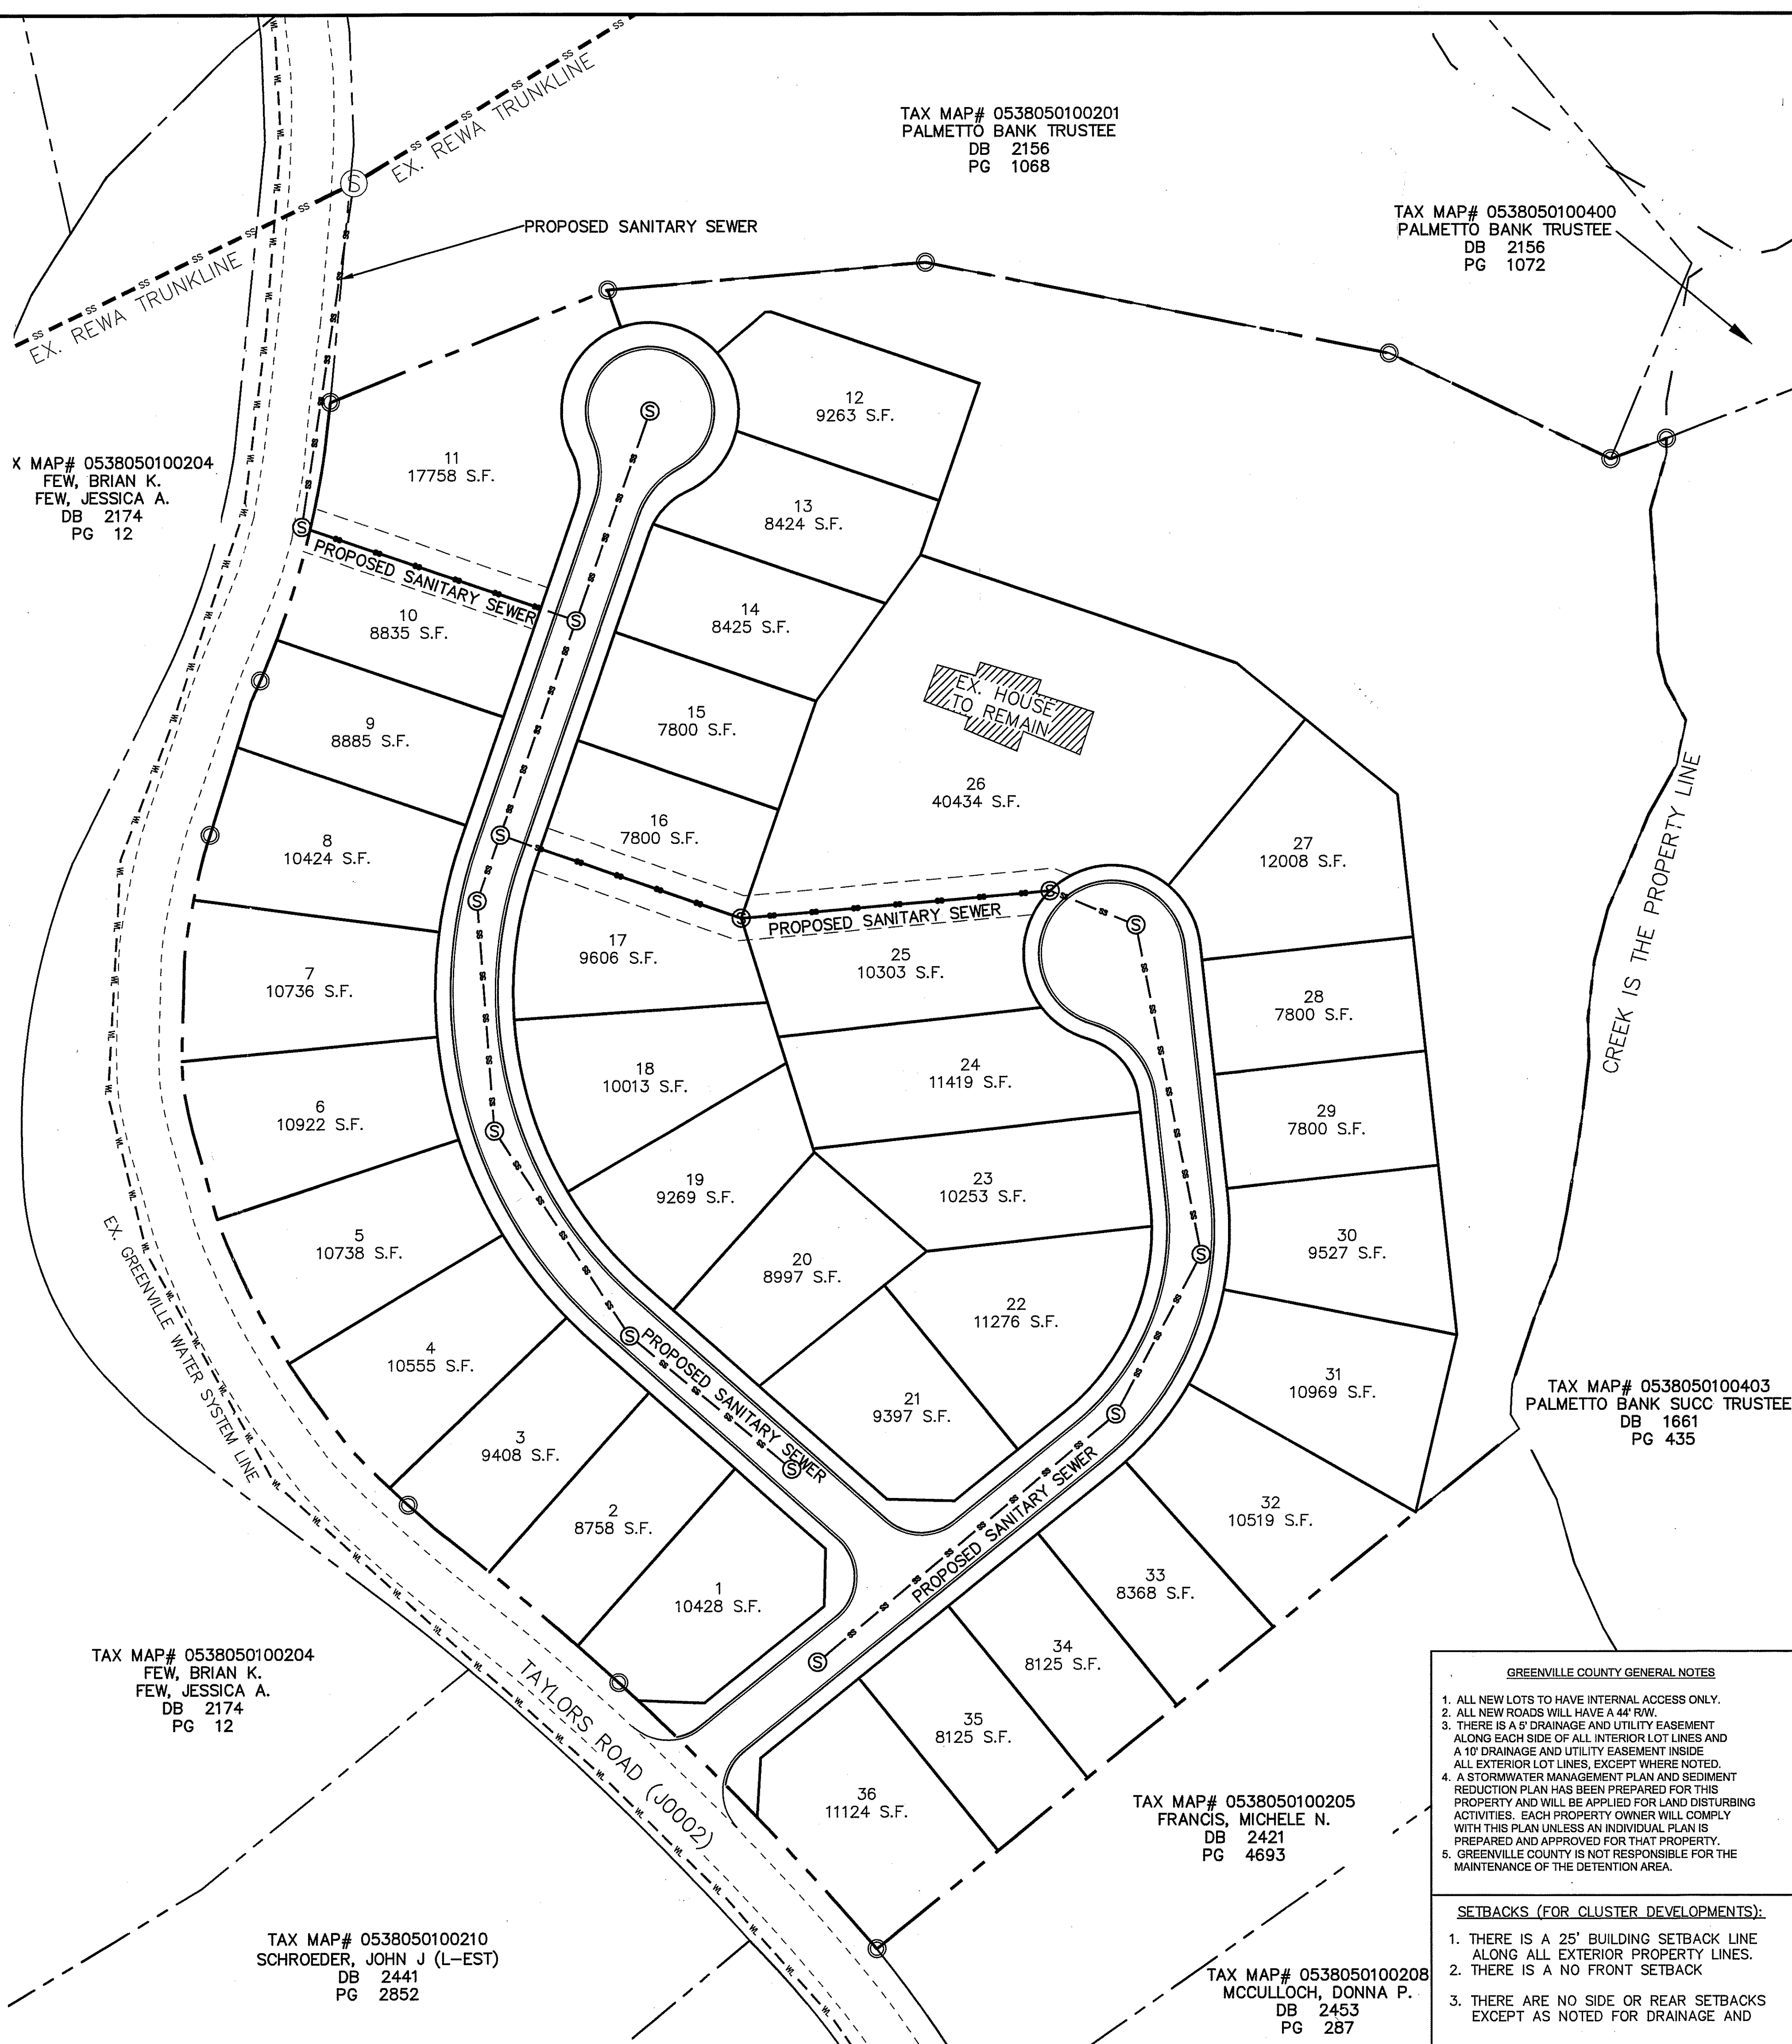 EX. REWA TRUNKLINE
EX. REWA TRUNKLINE
TAX MAP# 0538050100201
PALMETTO BANK TRUSTEE
DB 2156
PG 1068
TAX MAP# 0538050100400
PALMETTO BANK TRUSTEE
DB 2156
PG 1072
PROPOSED SANITARY SEWER
X MAP# 0538050100204
FEW, BRIAN K.
FEW, JESSICA A.
DB 2174
PG 12
11
17758 S.F.
12
9263 S.F.
13
8424 S.F.
PROPOSED SANITARY SEWER
10
8835 S.F.
14
8425 S.F.
9
8885 S.F.
15
7800 S.F.
EX. HOUSE
TO REMAIN
26
40434 S.F.
8
10424 S.F.
16
7800 S.F.
27
12008 S.F.
CREEK IS THE PROPERTY LINE
PROPOSED SANITARY SEWER
7
10736 S.F.
17
9606 S.F.
25
10303 S.F.
28
7800 S.F.
6
10922 S.F.
18
10013 S.F.
24
11419 S.F.
29
7800 S.F.
5
10738 S.F.
19
9269 S.F.
23
10253 S.F.
30
9527 S.F.
EX. GREENVILLE WATER SYSTEM LINE
20
8997 S.F.
22
11276 S.F.
4
10555 S.F.
PROPOSED SANITARY SEWER
21
9397 S.F.
31
10969 S.F.
TAX MAP# 0538050100403
PALMETTO BANK SUCC TRUSTEE
DB 1661
PG 435
3
9408 S.F.
PROPOSED SANITARY SEWER
2
8758 S.F.
32
10519 S.F.
1
10428 S.F.
33
8368 S.F.
34
8125 S.F.
35
8125 S.F.
36
11124 S.F.
TAYLORS ROAD (J0002)
TAX MAP# 0538050100204
FEW, BRIAN K.
FEW, JESSICA A.
DB 2174
PG 12
TAX MAP# 0538050100205
FRANCIS, MICHELE N.
DB 2421
PG 4693
TAX MAP# 0538050100210
SCHROEDER, JOHN J (L-EST)
DB 2441
PG 2852
TAX MAP# 0538050100208
MCCULLOCH, DONNA P.
DB 2453
PG 287
GREENVILLE COUNTY GENERAL NOTES
1. ALL NEW LOTS TO HAVE INTERNAL ACCESS ONLY.
2. ALL NEW ROADS WILL HAVE A 44' R/W.
3. THERE IS A 5' DRAINAGE AND UTILITY EASEMENT
ALONG EACH SIDE OF ALL INTERIOR LOT LINES AND
A 10' DRAINAGE AND UTILITY EASEMENT INSIDE
ALL EXTERIOR LOT LINES, EXCEPT WHERE NOTED.
4. A STORMWATER MANAGEMENT PLAN AND SEDIMENT
REDUCTION PLAN HAS BEEN PREPARED FOR THIS
PROPERTY AND WILL BE APPLIED FOR LAND DISTURBING
ACTIVITIES. EACH PROPERTY OWNER WILL COMPLY
WITH THIS PLAN UNLESS AN INDIVIDUAL PLAN IS
PREPARED AND APPROVED FOR THAT PROPERTY.
5. GREENVILLE COUNTY IS NOT RESPONSIBLE FOR THE
MAINTENANCE OF THE DETENTION AREA.
SETBACKS (FOR CLUSTER DEVELOPMENTS):
1. THERE IS A 25' BUILDING SETBACK LINE
ALONG ALL EXTERIOR PROPERTY LINES.
2. THERE IS A NO FRONT SETBACK
3. THERE ARE NO SIDE OR REAR SETBACKS
EXCEPT AS NOTED FOR DRAINAGE AND